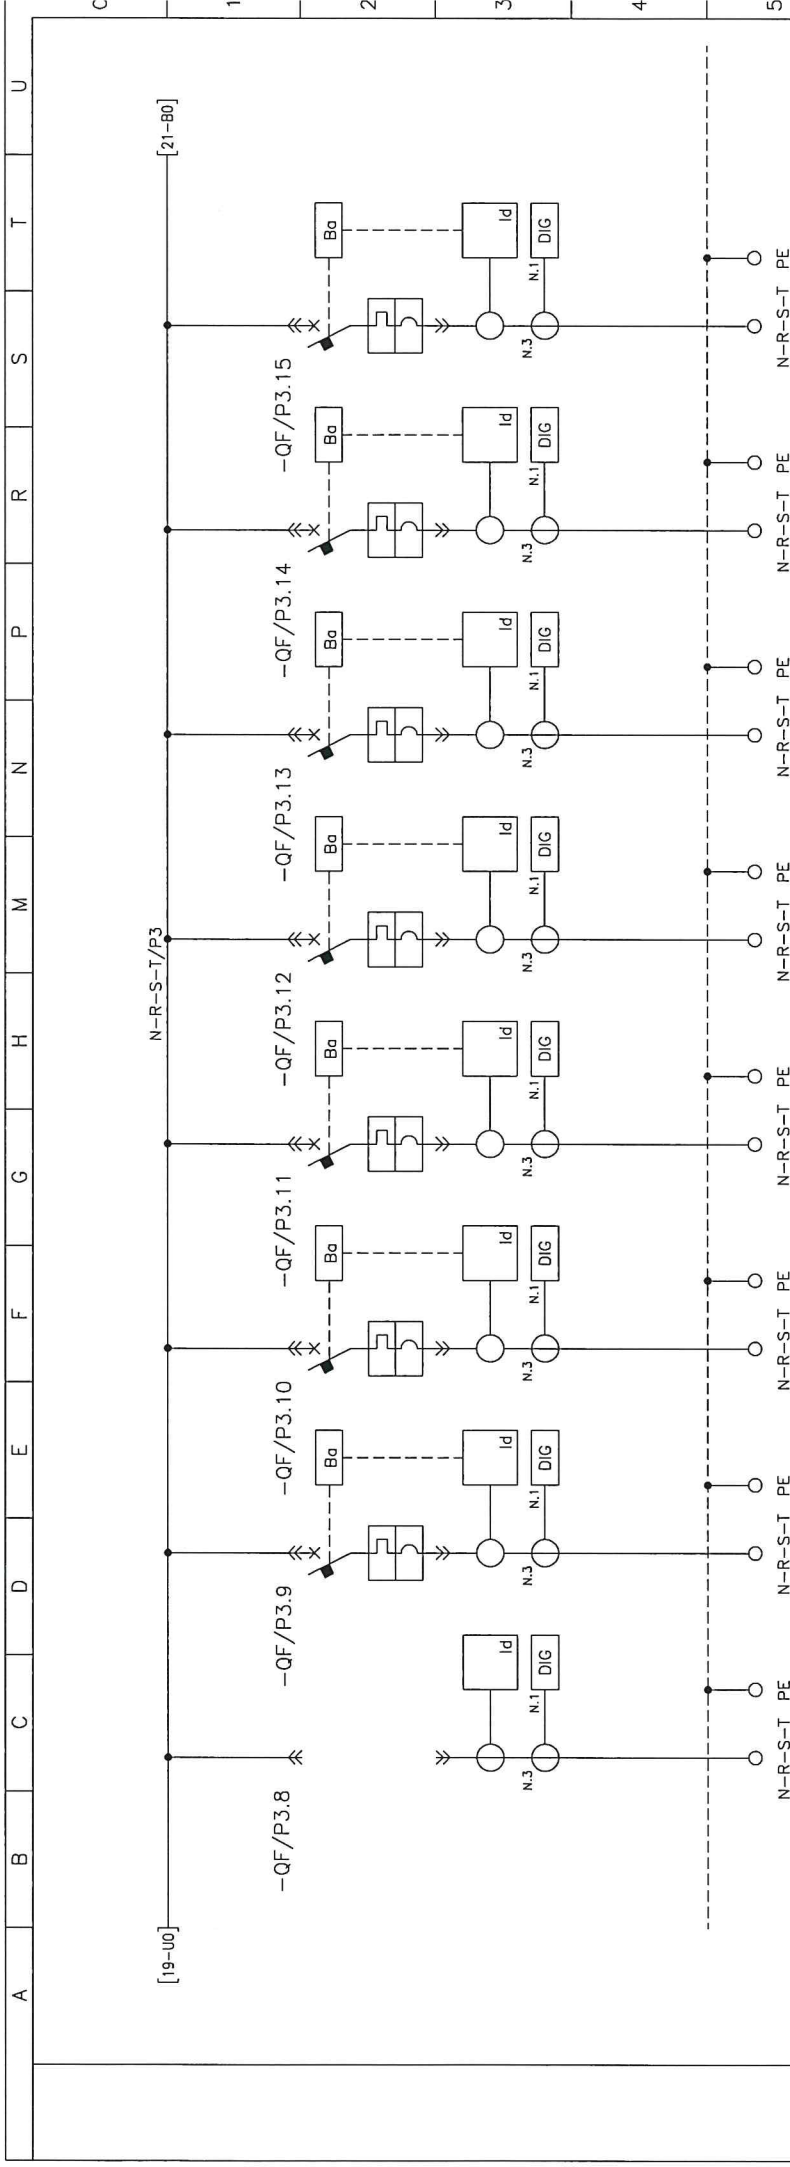 A B C D E F G H M N P R S T U
0
N-R-S-T/P3
[19-U0] [21-B0]
1
-QF/P3.8 -QF/P3.9 -QF/P3.10 -QF/P3.11 -QF/P3.12 -QF/P3.13 -QF/P3.14 -QF/P3.15
Ba Ba Ba Ba Ba Ba Ba
2
Id Id Id Id Id Id Id Id
3
N.3 N.1 N.3 N.1 N.3 N.1 N.3 N.1 N.3 N.1 N.3 N.1 N.3 N.1 N.3 N.1
DIG DIG DIG DIG DIG DIG DIG DIG
4
5
N-R-S-T PE N-R-S-T PE N-R-S-T PE N-R-S-T PE N-R-S-T PE N-R-S-T PE N-R-S-T PE N-R-S-T PE